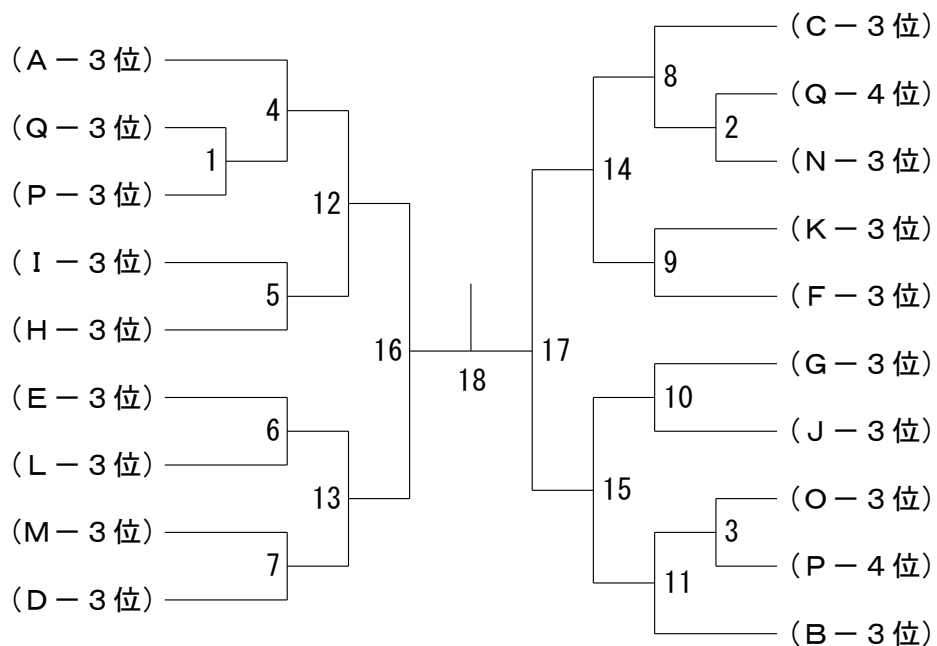 （A－3位）
（Q－3位）
（P－3位）
（I－3位）
（H－3位）
（E－3位）
（L－3位）
（M－3位）
（D－3位）
1
4
5
6
7
12
13
16
18
17
14
15
8
9
10
11
2
3
（C－3位）
（Q－4位）
（N－3位）
（K－3位）
（F－3位）
（G－3位）
（J－3位）
（O－3位）
（P－4位）
（B－3位）